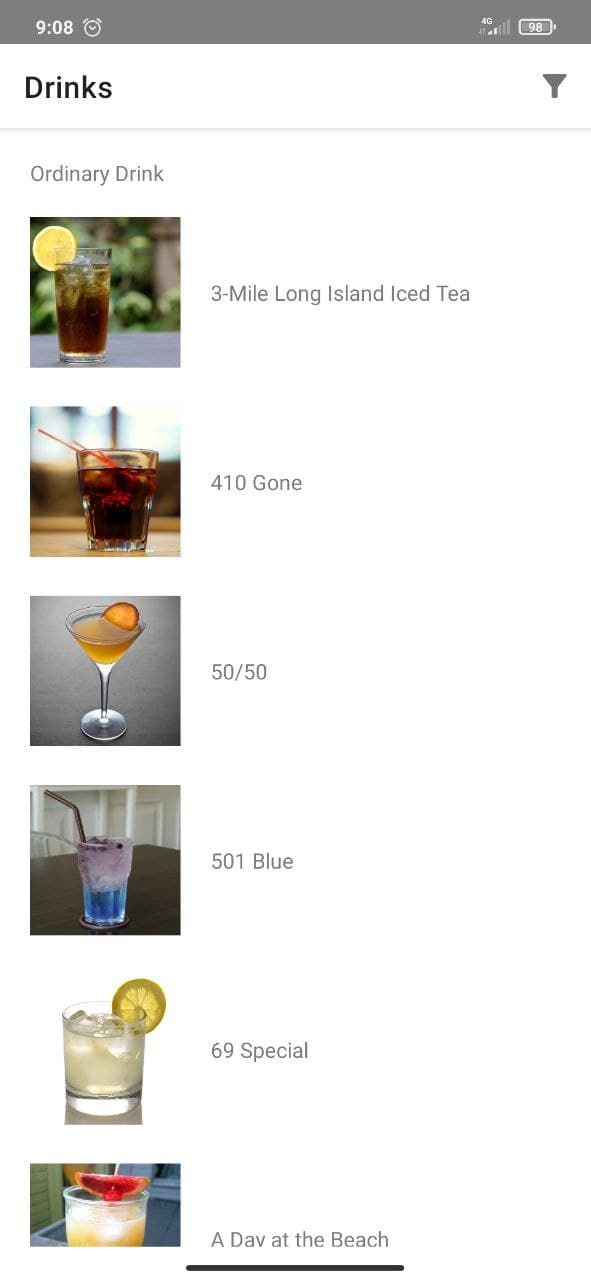 9:08
4G
98
Drinks
Ordinary Drink
3-Mile Long Island Iced Tea
410 Gone
50/50
501 Blue
69 Special
A Day at the Beach